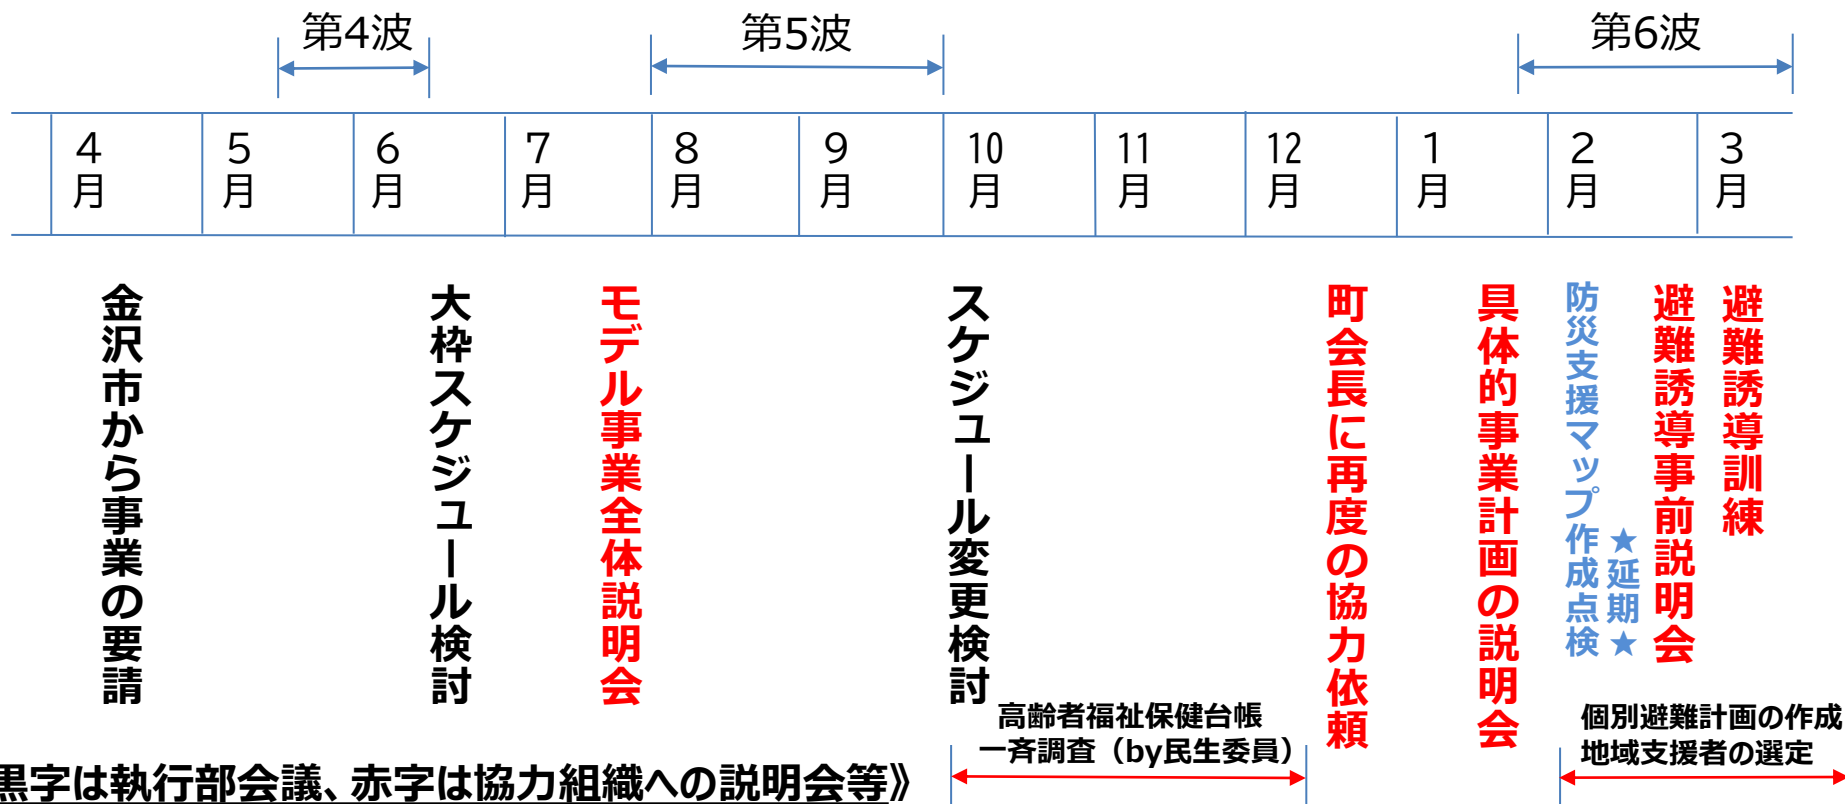 第4波
第5波
第6波
4月
5月
6月
7月
8月
9月
10月
11月
12月
1月
2月
3月
金沢市から事業の要請
大枠スケジュール検討
モデル事業全体説明会
スケジュール変更検討
町会長に再度の協力依頼
具体的事業計画の説明会
防災支援マップ作成点検
★延期★
避難誘導事前説明会
避難誘導訓練
高齢者福祉保健台帳
一斉調査（by民生委員）
個別避難計画の作成
地域支援者の選定
黒字は執行部会議、赤字は協力組織への説明会等》